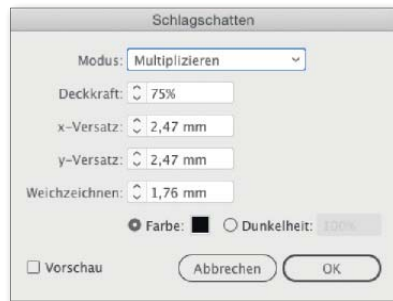 Schlagschatten
Modus: Multiplizieren
Deckkraft: 75%
x-Versatz: 2,47 mm
y-Versatz: 2,47 mm
Weichzeichnen: 1,76 mm
Farbe: Dunkelheit: 100%
Vorschau Abbrechen OK